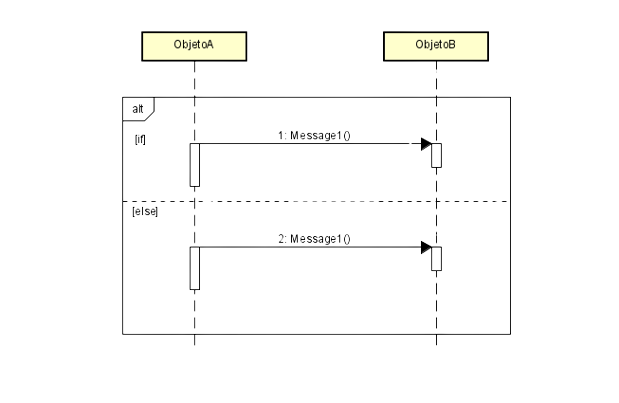 ObjetoA
ObjetoB
alt
[if]
1: Message1()
[else]
2: Message1()